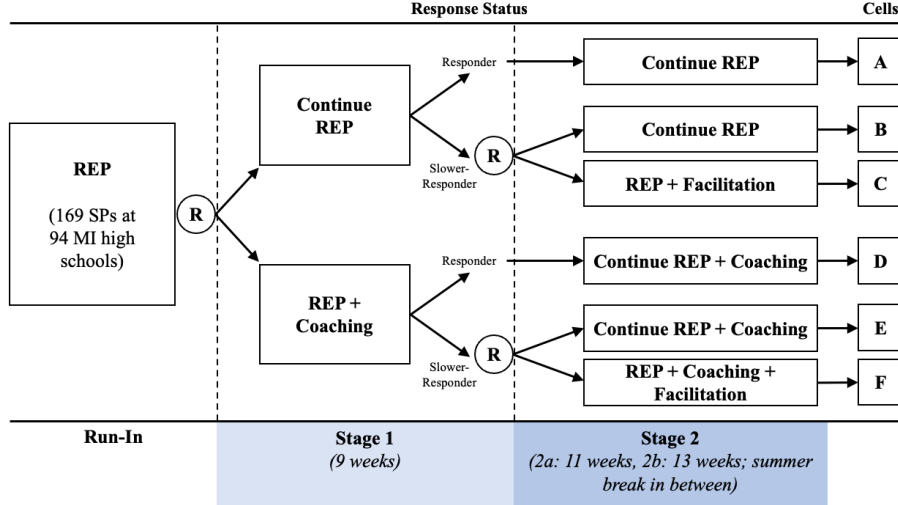 Response Status
Cells
REP
(169 SPs at
94 MI high
schools)
R
Continue
REP
Responder
Slower-
Responder
R
Continue REP
A
Continue REP
B
REP + Facilitation
C
REP +
Coaching
Responder
Slower-
Responder
R
Continue REP + Coaching
D
Continue REP + Coaching
E
REP + Coaching +
Facilitation
F
Run-In
Stage 1
(9 weeks)
Stage 2
(2a: 11 weeks, 2b: 13 weeks; summer
break in between)